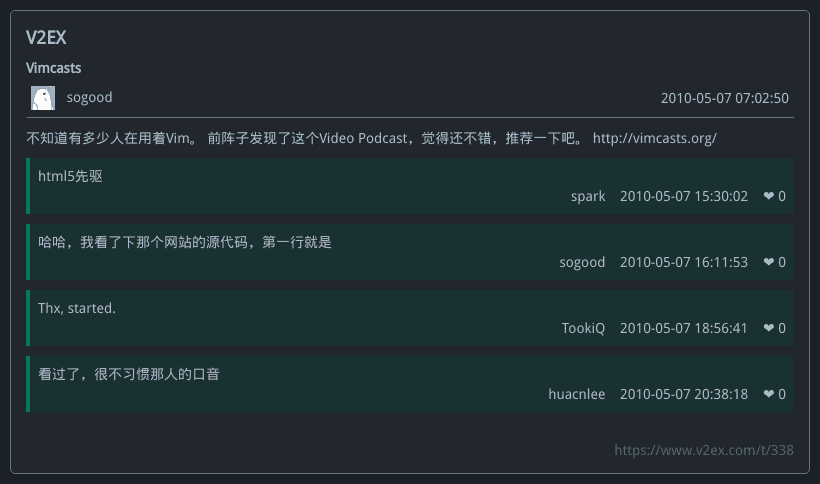 V2EX
Vimcasts
sogood 2010-05-07 07:02:50
不知道有多少人在用着Vim。 前阵子发现了这个Video Podcast，觉得还不错，推荐一下吧。 http://vimcasts.org/
html5先驱
spark 2010-05-07 15:30:02 ❤ 0
哈哈，我看了下那个网站的源代码，第一行就是
sogood 2010-05-07 16:11:53 ❤ 0
Thx, started.
TookiQ 2010-05-07 18:56:41 ❤ 0
看过了，很不习惯那人的口音
huacnlee 2010-05-07 20:38:18 ❤ 0
https://www.v2ex.com/t/338